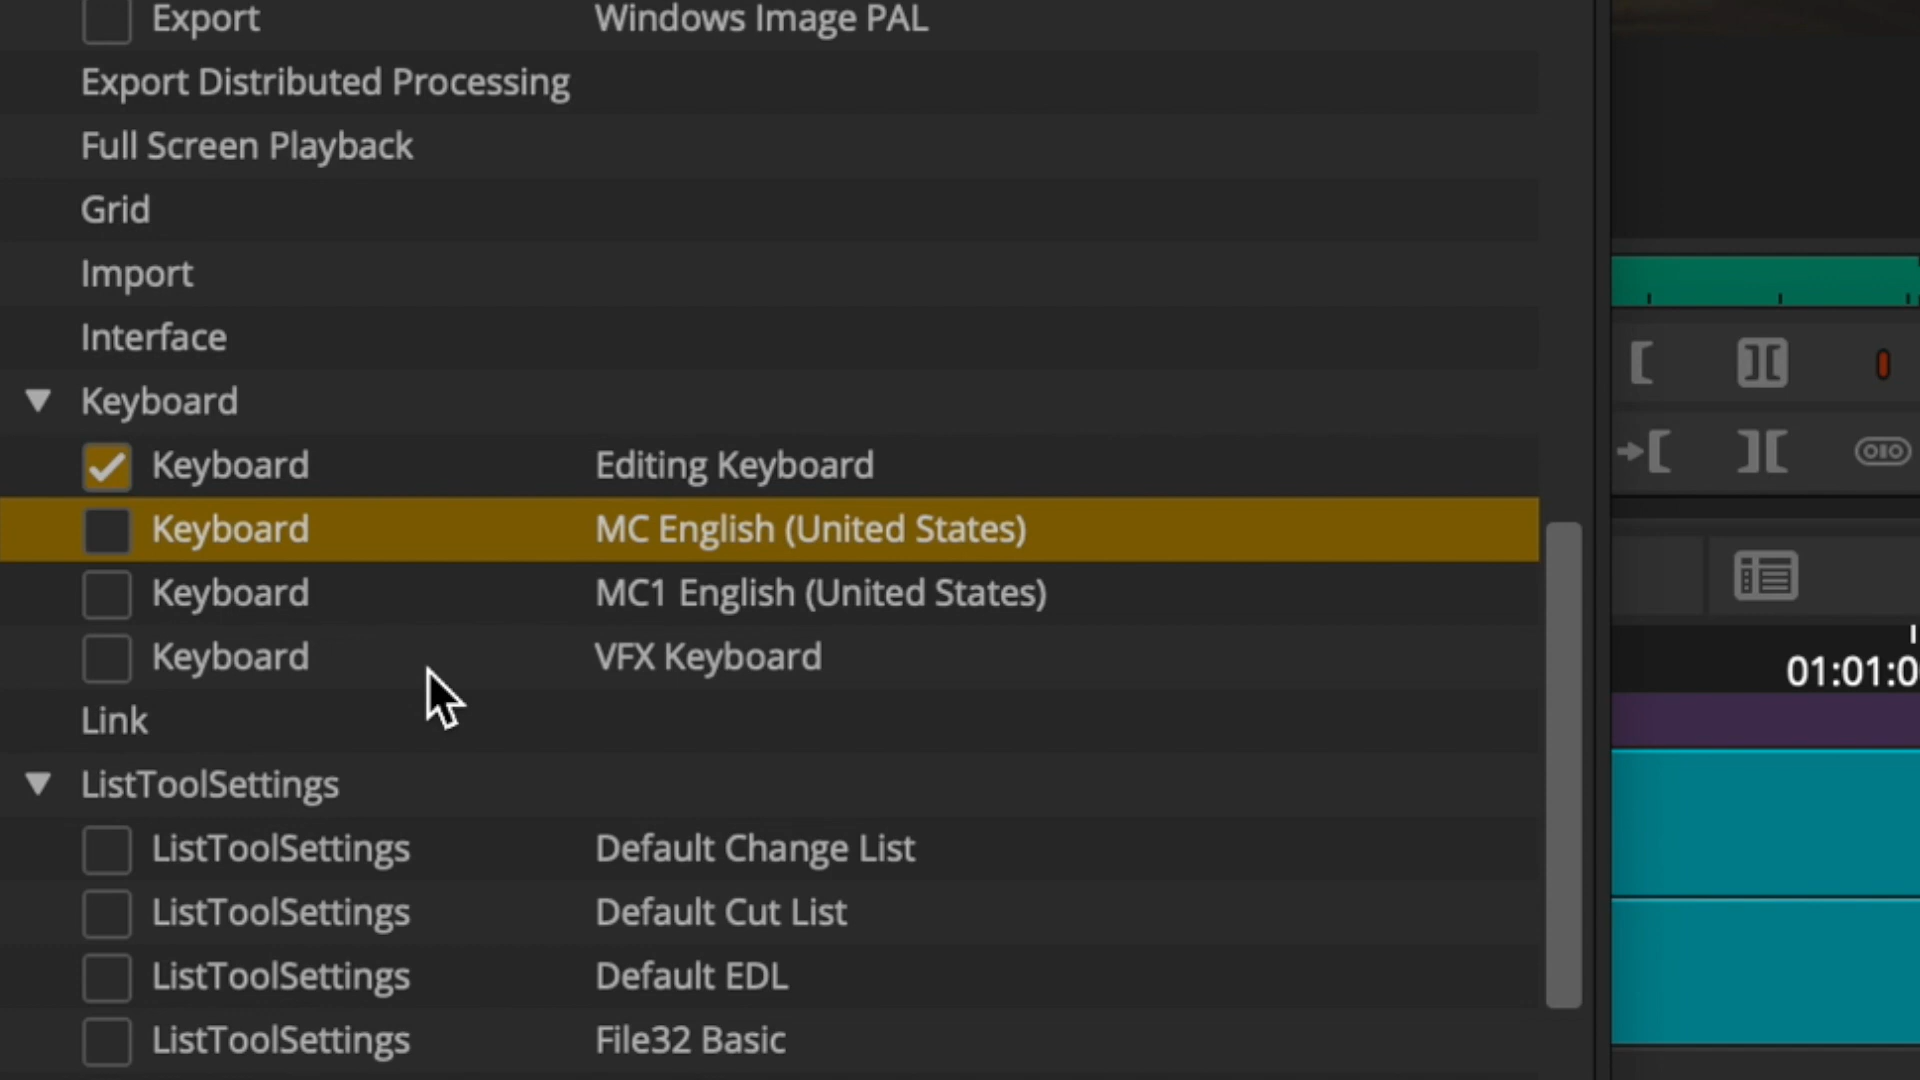 Export Windows Image PAL
Export Distributed Processing
Full Screen Playback
Grid
Import
Interface
Keyboard
Keyboard Editing Keyboard
Keyboard MC English (United States)
Keyboard MC1 English (United States)
Keyboard VFX Keyboard
Link
ListToolSettings
ListToolSettings Default Change List
ListToolSettings Default Cut List
ListToolSettings Default EDL
ListToolSettings File32 Basic
01:01:0